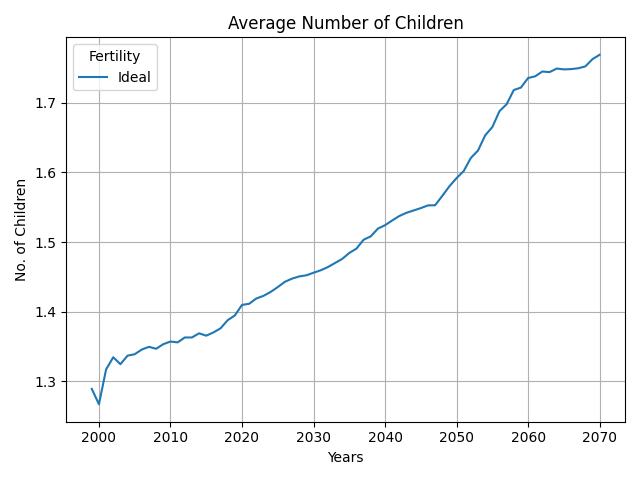 Average Number of Children
Fertility
Ideal
No. of Children
1.7
1.6
1.5
1.4
1.3
2000 2010 2020 2030 2040 2050 2060 2070
Years